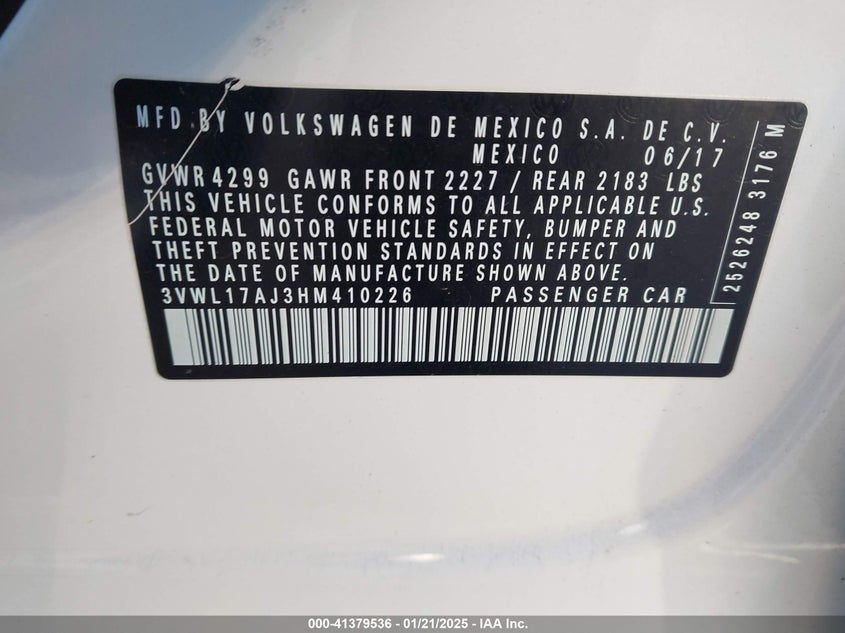 MFD.BY VOLKSWAGEN DE MEXICO S.A. DE C.V.
MEXICO 06/17
GVWR 4299 GAWR FRONT 2227 / REAR 2183 LBS
THIS VEHICLE CONFORMS TO ALL APPLICABLE U.S.
FEDERAL MOTOR VEHICLE SAFETY, BUMPER AND
THEFT PREVENTION STANDARDS IN EFFECT ON
THE DATE OF MANUFACTURE SHOWN ABOVE.
3VWL17AJ3HM410226 PASSENGER CAR
2526248 3176 M
000-41379536 - 01/21/2025 - IAA Inc.